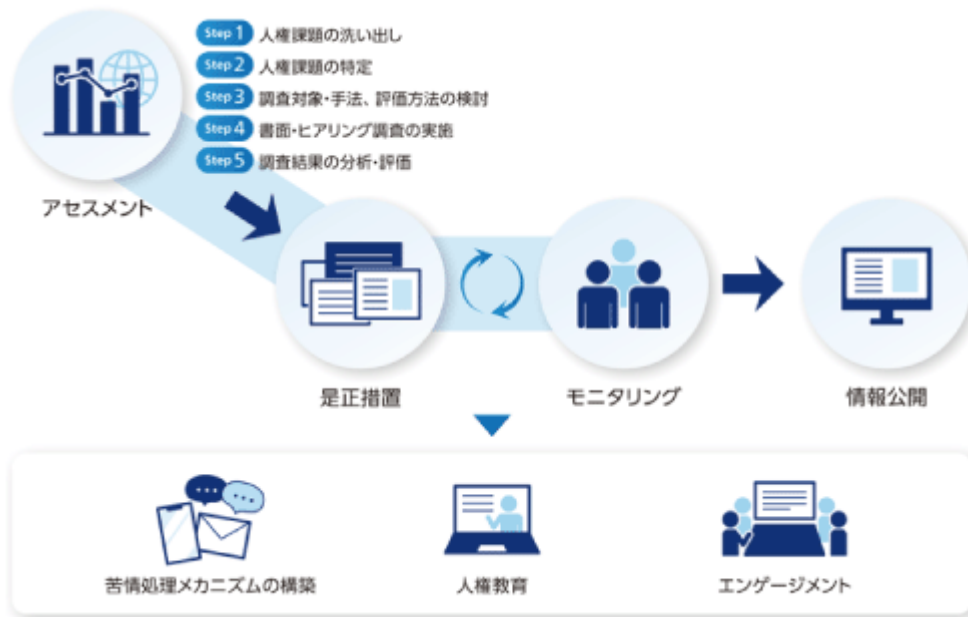 Step 1 人権課題の洗い出し
Step 2 人権課題の特定
Step 3 調査対象・手法、評価方法の検討
Step 4 書面・ヒアリング調査の実施
Step 5 調査結果の分析・評価
アセスメント
是正措置
モニタリング
情報公開
苦情処理メカニズムの構築
人権教育
エンゲージメント